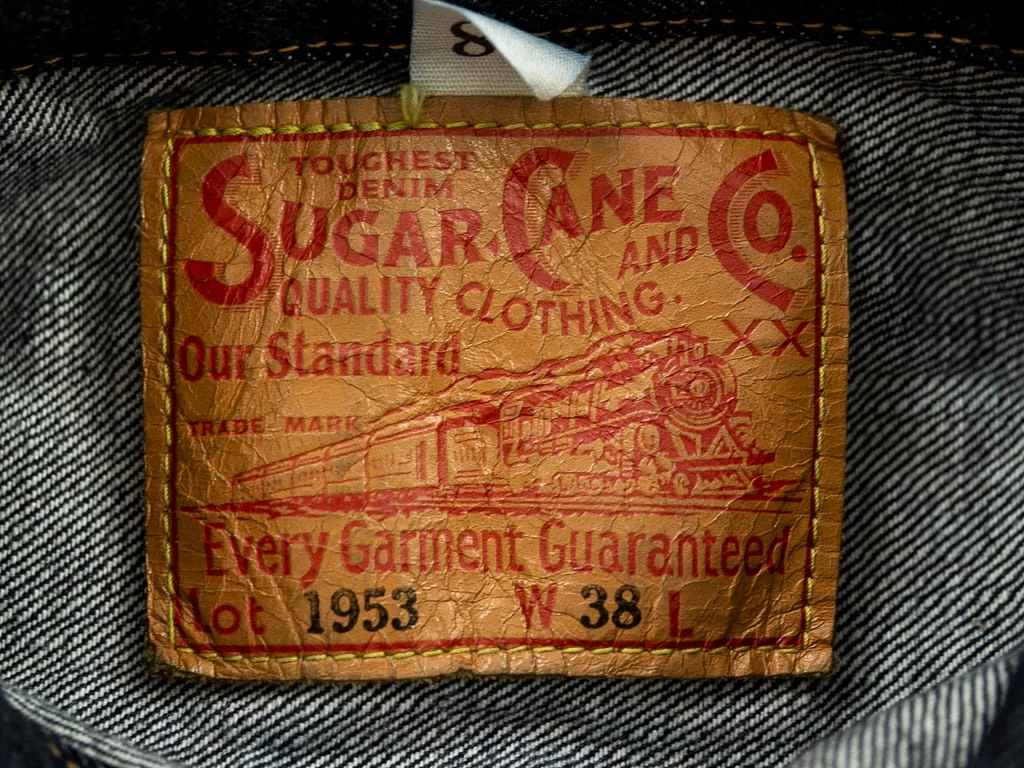 8
TOUGHEST
DENIM
SUGAR CANE CO.
AND
QUALITY CLOTHING.
XX
Our Standard
TRADE MARK
Every Garment Guaranteed
Lot 1953 W 38 L